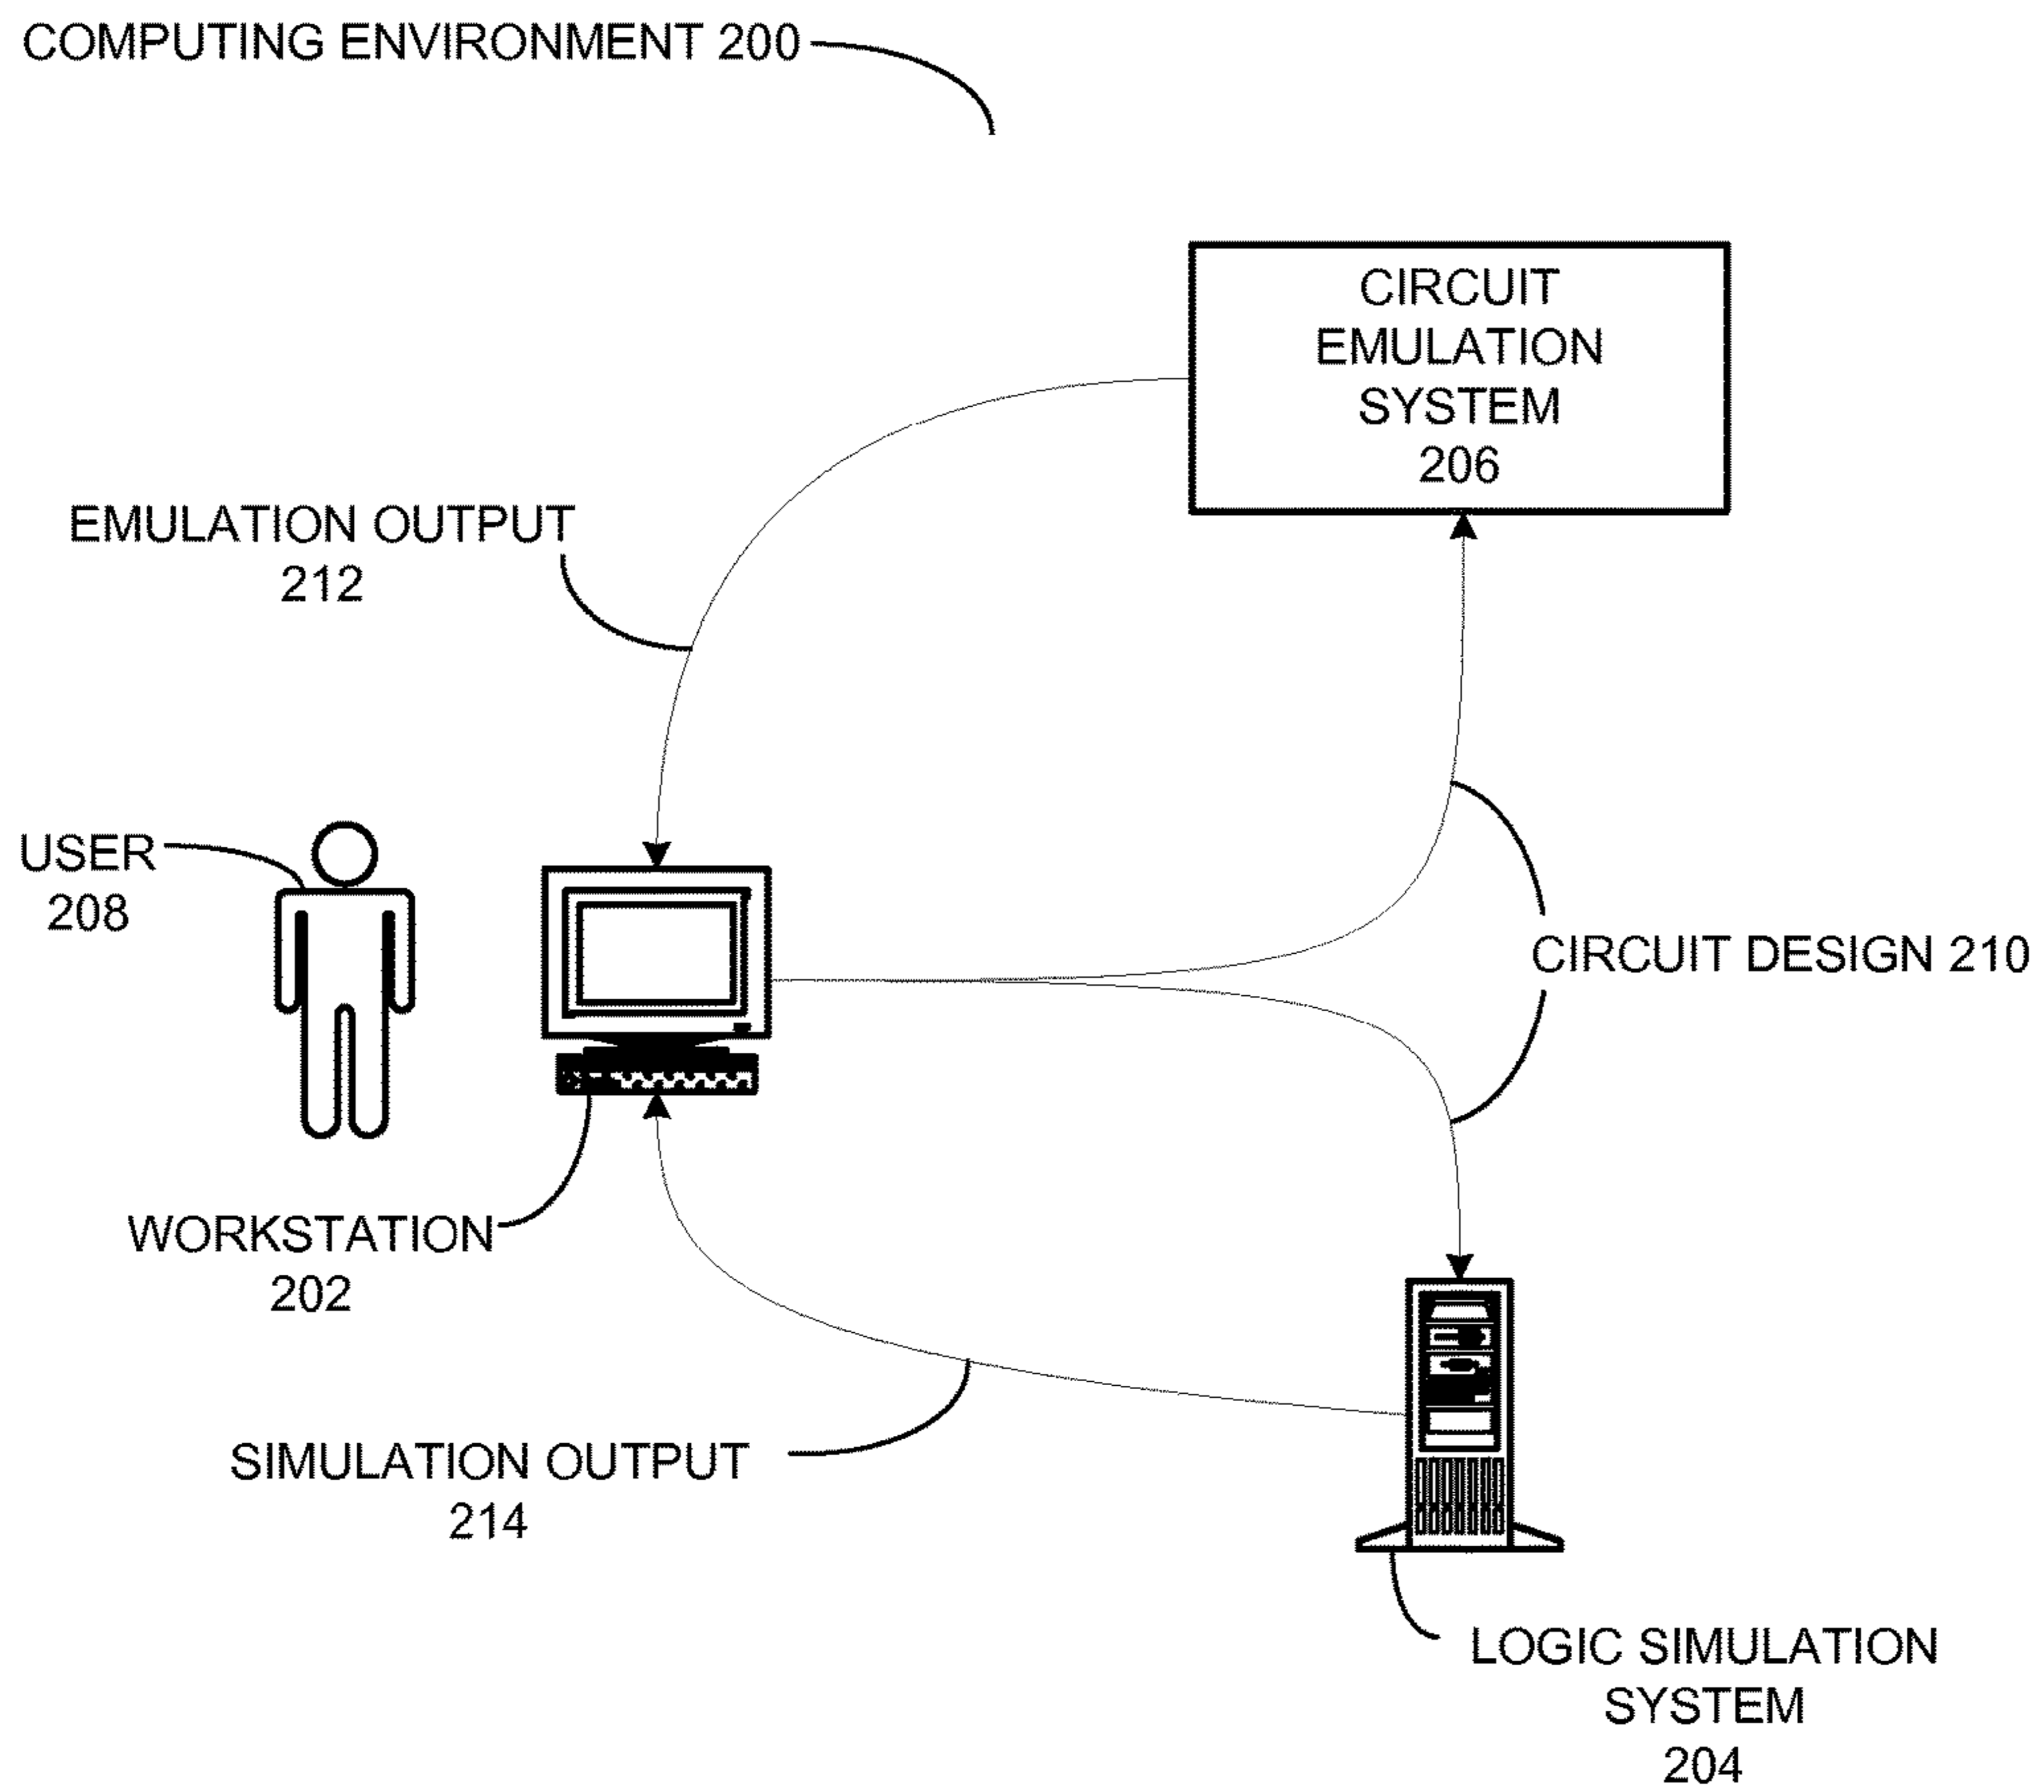 COMPUTING ENVIRONMENT 200
CIRCUIT
EMULATION
SYSTEM
206
EMULATION OUTPUT
212
USER
208
CIRCUIT DESIGN 210
WORKSTATION
202
SIMULATION OUTPUT
214
LOGIC SIMULATION
SYSTEM
204